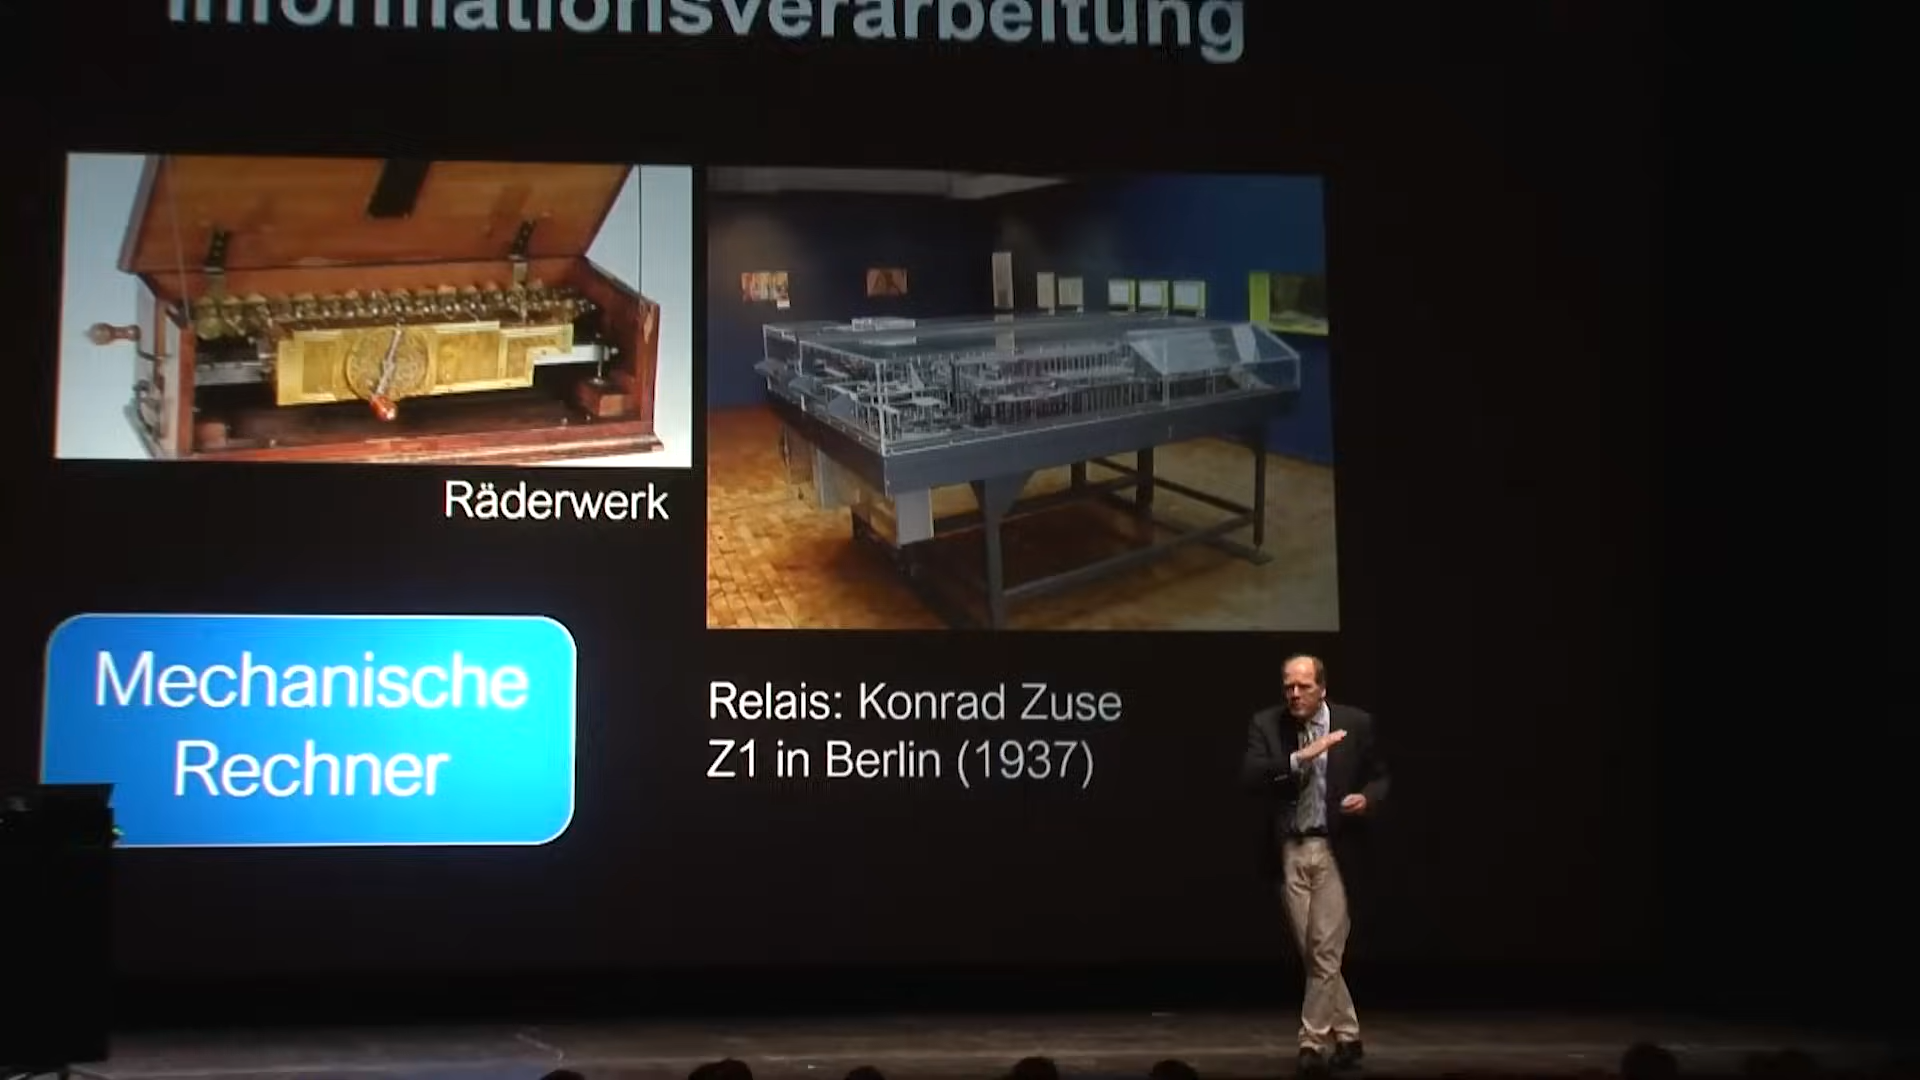 Informationsverarbeitung
Räderwerk
Mechanische
Rechner
Relais: Konrad Zuse
Z1 in Berlin (1937)